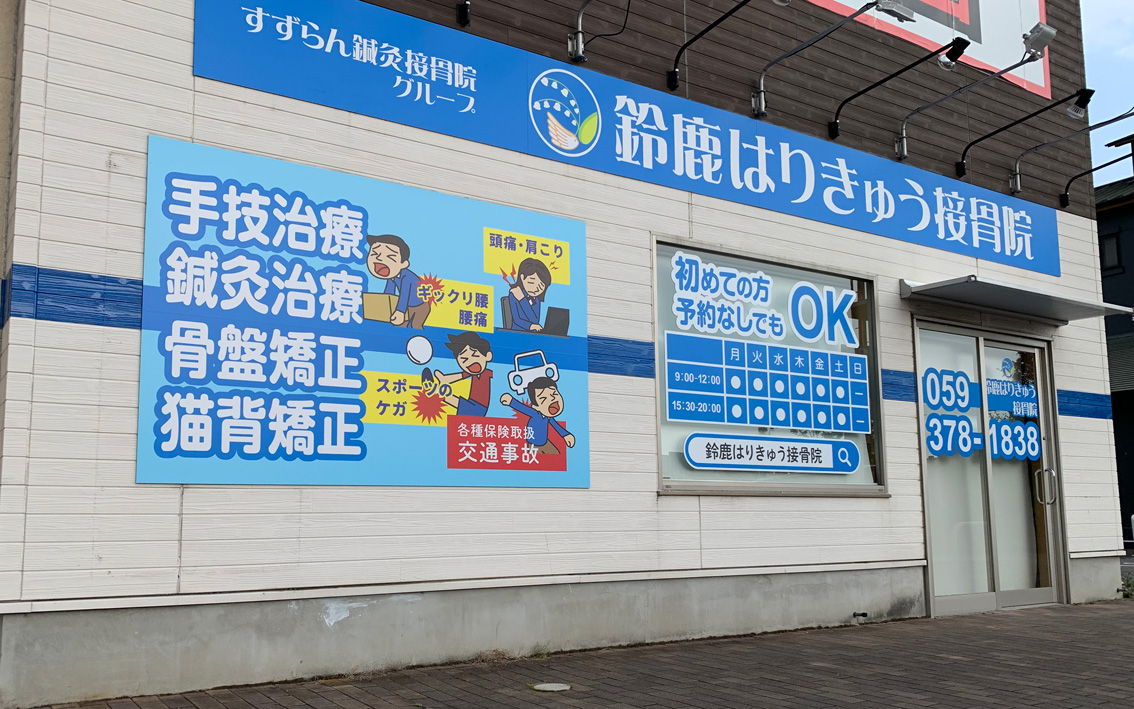 すずらん鍼灸接骨院
グループ
鈴鹿はりきゅう接骨院
手技治療
鍼灸治療
骨盤矯正
猫背矯正
頭痛・肩こり
ギックリ腰
腰痛
スポーツの
ケガ
各種保険取扱
交通事故
初めての方
予約なしでも
OK
月 火 水 木 金 土 日
9:00-12:00 ● ● ● ● ● ● －
15:30-20:00 ● ● ● ● ● ● －
鈴鹿はりきゅう接骨院
鈴鹿はりきゅう
接骨院
059
378-1838